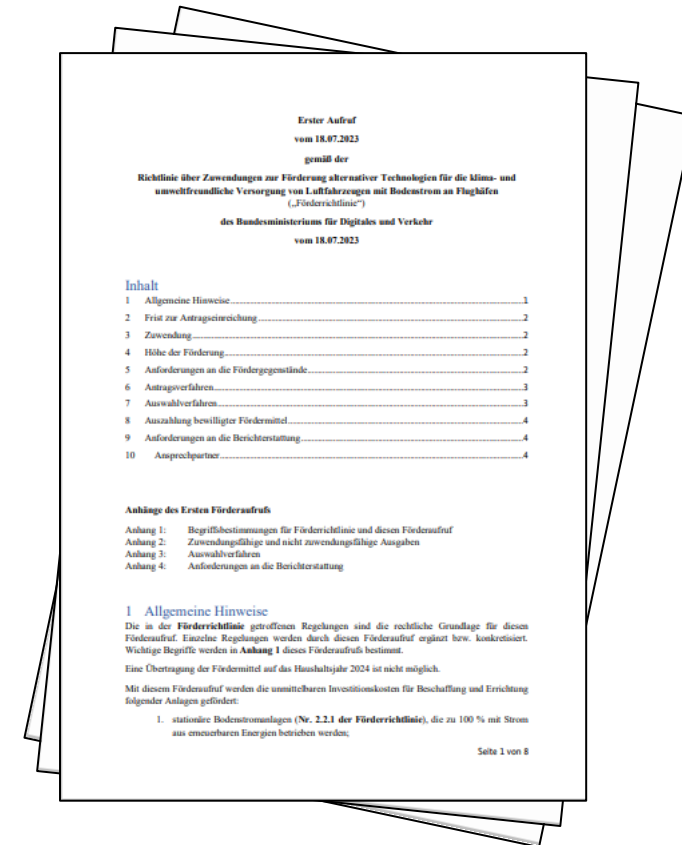 Erster Aufruf
vom 18.07.2023
gemäß der
Richtlinie über Zuwendungen zur Förderung alternativer Technologien für die klima- und
umweltfreundliche Versorgung von Luftfahrzeugen mit Bodenstrom an Flughäfen
(„Förderrichtlinie“)
des Bundesministeriums für Digitales und Verkehr
vom 18.07.2023
Inhalt
1 Allgemeine Hinweise 1
2 Frist zur Antragseinreichung 2
3 Zuwendung 2
4 Höhe der Förderung 2
5 Anforderungen an die Fördergegenstände 2
6 Antragsverfahren 3
7 Auswahlverfahren 3
8 Auszahlung bewilligter Fördermittel 4
9 Anforderungen an die Berichterstattung 4
10 Ansprechpartner 4
Anhänge des Ersten Förderaufrufs
Anhang 1: Begriffsbestimmungen für Förderrichtlinie und diesen Förderaufruf
Anhang 2: Zuwendungsfähige und nicht zuwendungsfähige Ausgaben
Anhang 3: Auswahlverfahren
Anhang 4: Anforderungen an die Berichterstattung
1 Allgemeine Hinweise
Die in der Förderrichtlinie getroffenen Regelungen sind die rechtliche Grundlage für diesen
Förderaufruf. Einzelne Regelungen werden durch diesen Förderaufruf ergänzt bzw. konkretisiert.
Wichtige Begriffe werden in Anhang 1 dieses Förderaufrufs bestimmt.
Eine Übertragung der Fördermittel auf das Haushaltsjahr 2024 ist nicht möglich.
Mit diesem Förderaufruf werden die unmittelbaren Investitionskosten für Beschaffung und Errichtung
folgender Anlagen gefördert:
1. stationäre Bodenstromanlagen (Nr. 2.2.1 der Förderrichtlinie), die zu 100 % mit Strom
aus erneuerbaren Energien betrieben werden;
Seite 1 von 8